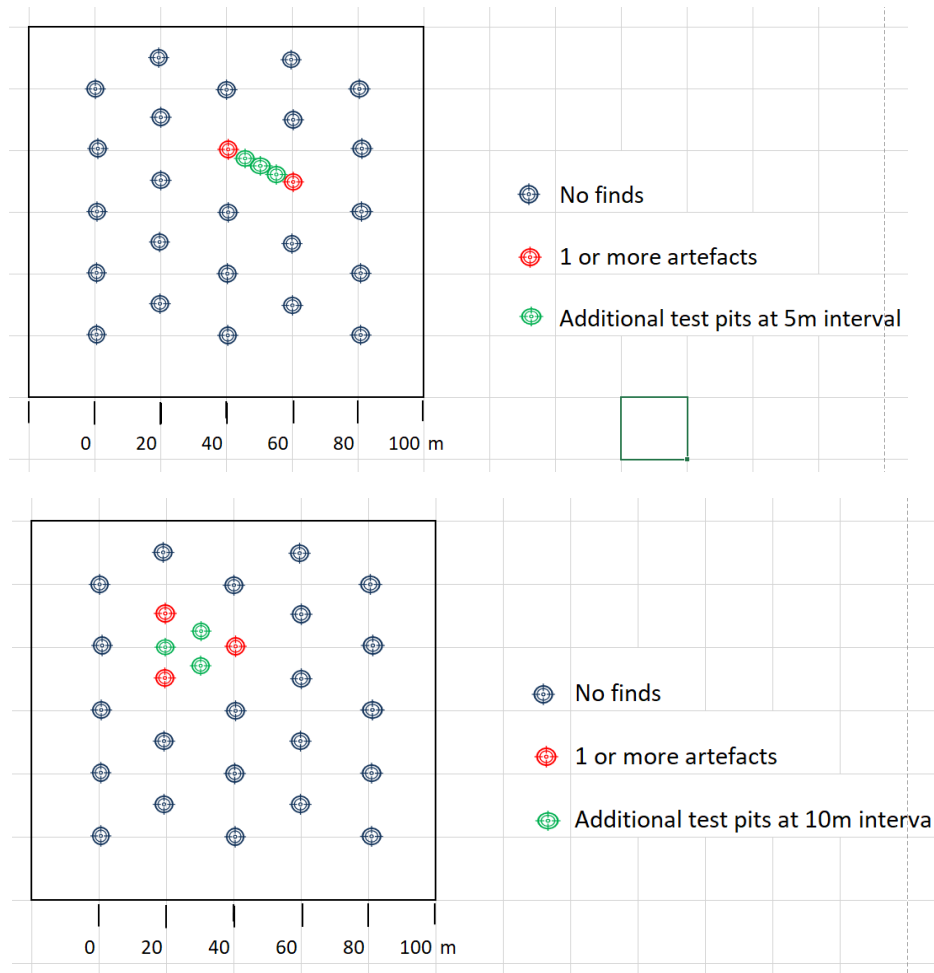 No finds
1 or more artefacts
Additional test pits at 5m interval
0 20 40 60 80 100 m
No finds
1 or more artefacts
Additional test pits at 10m interva
0 20 40 60 80 100 m